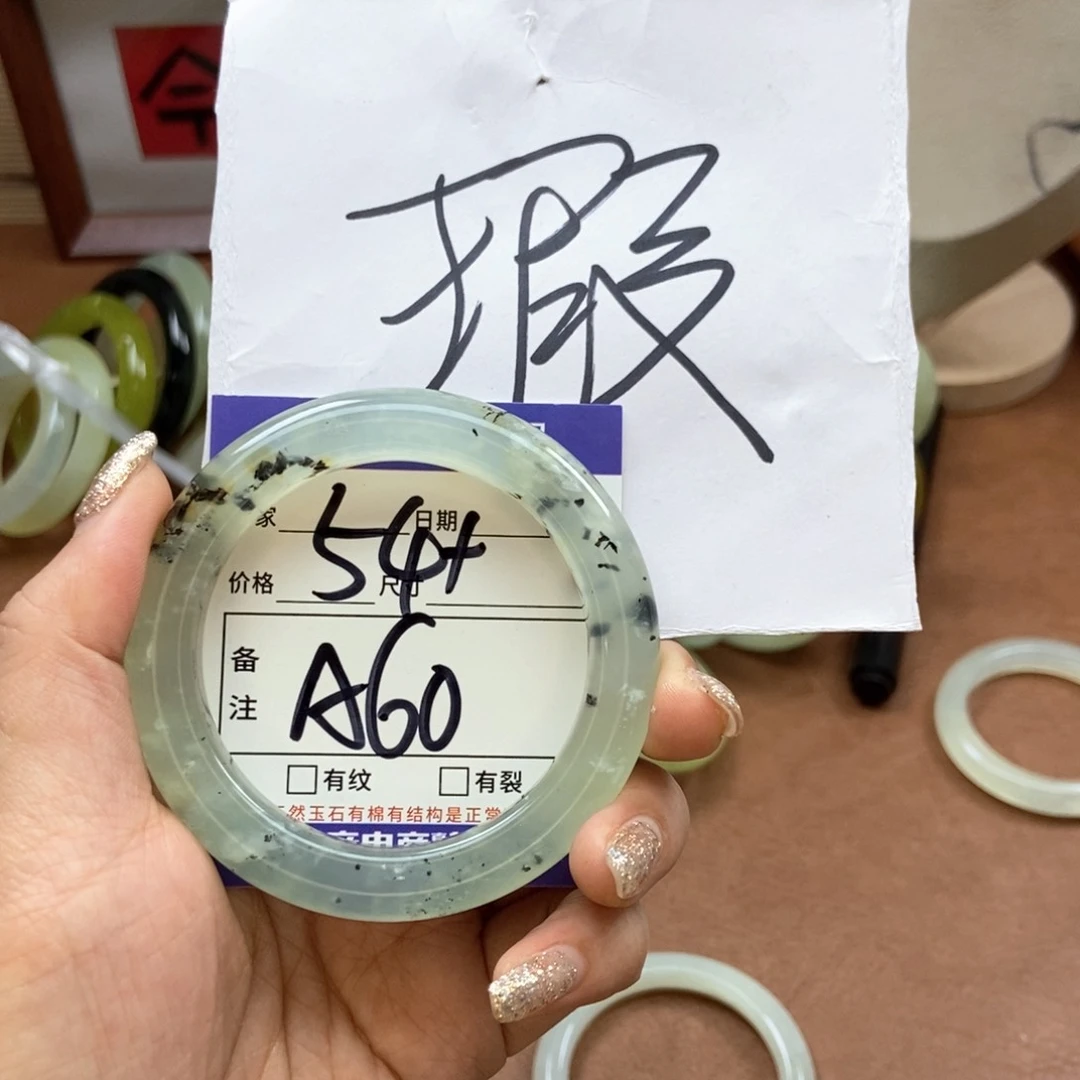 瑕
家 日期
54+
价格 尺寸
备注
A60
□有纹 □有裂
然玉石有棉有结构是正常